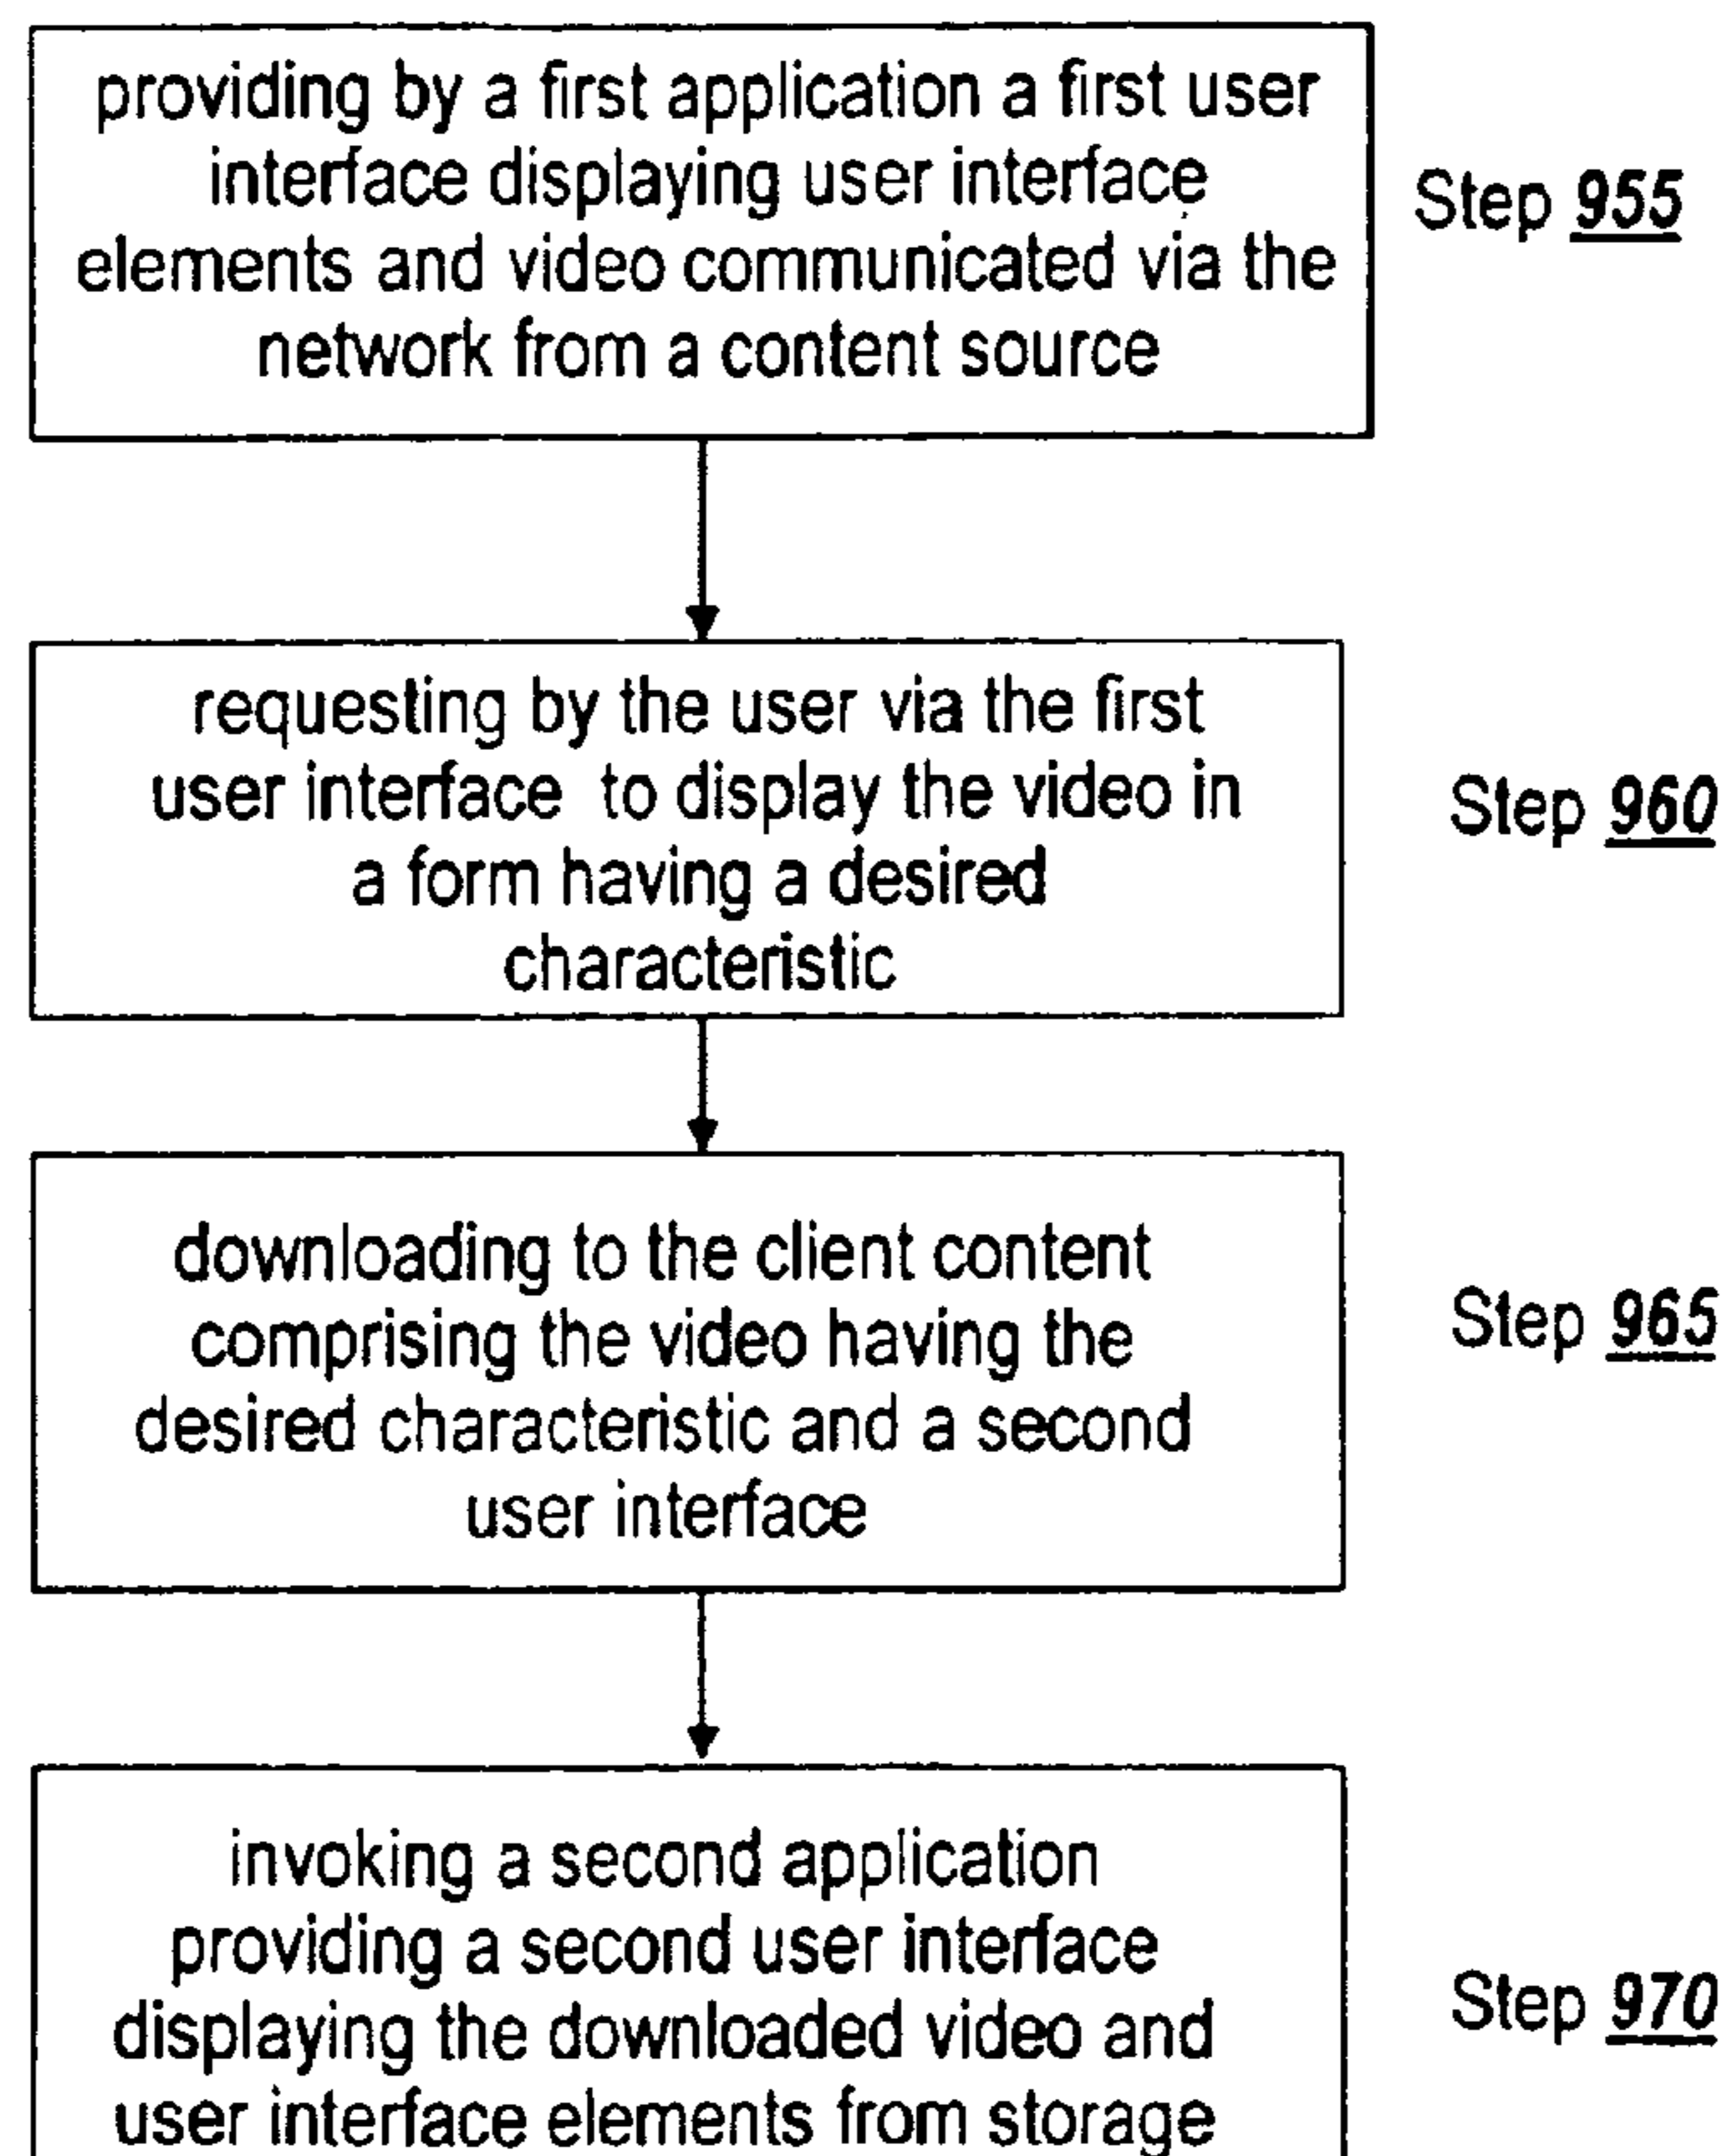 providing by a first application a first user
interface displaying user interface
elements and video communicated via the
network from a content source
Step 955
requesting by the user via the first
user interface to display the video in
a form having a desired
characteristic
Step 960
downloading to the client content
comprising the video having the
desired characteristic and a second
user interface
Step 965
invoking a second application
providing a second user interface
displaying the downloaded video and
user interface elements from storage
Step 970